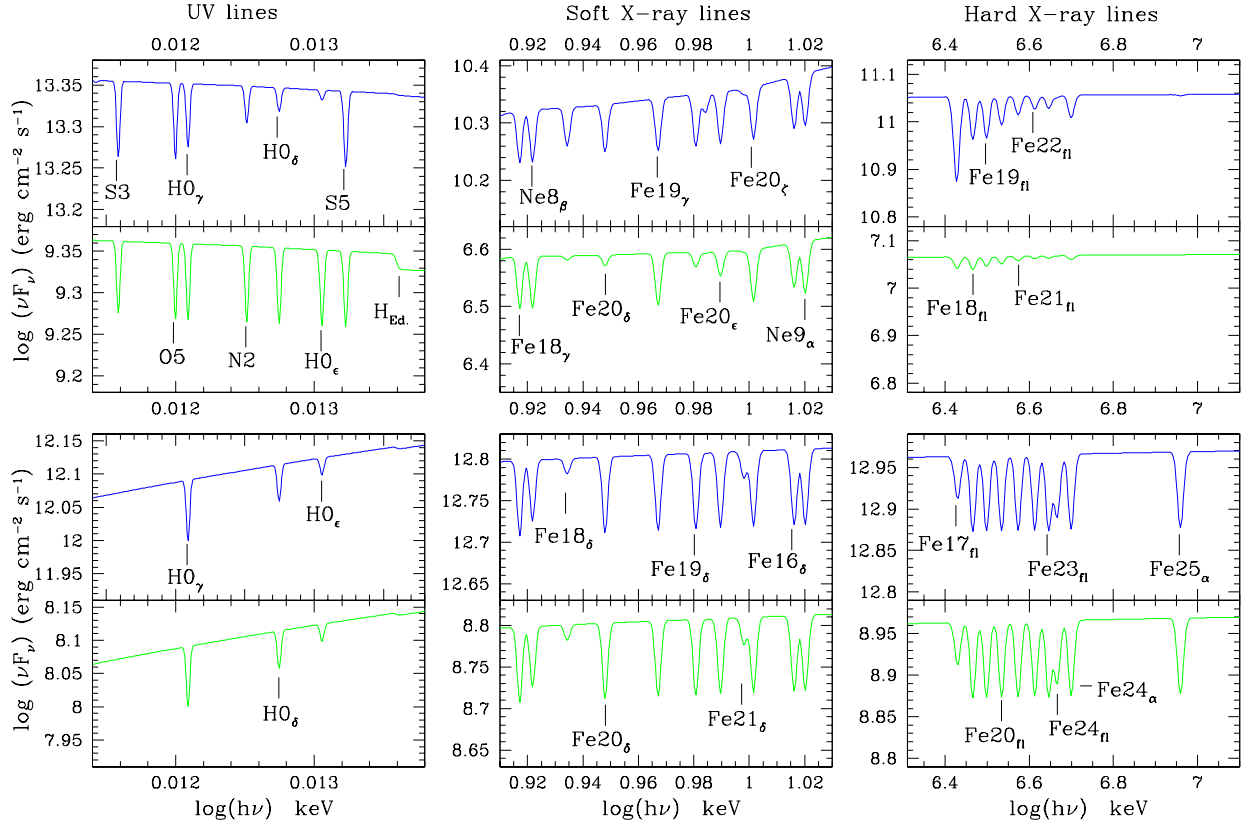 UV lines
Soft X-ray lines
Hard X-ray lines
0.012 0.013
0.92 0.94 0.96 0.98 1 1.02
6.4 6.6 6.8 7
log (νFν) (erg cm⁻² s⁻¹)
13.35
13.3
13.25
13.2
S3
H0γ
H0δ
S5
10.4
10.3
10.2
Ne8β
Fe19γ
Fe20ζ
11.1
11
10.9
10.8
Fe19fl
Fe22fl
9.35
9.3
9.25
9.2
O5
N2
H0ε
HEd.
6.6
6.5
6.4
Fe18γ
Fe20δ
Fe20ε
Ne9α
7.1
7
6.9
6.8
Fe18fl
Fe21fl
0.012 0.013
0.92 0.94 0.96 0.98 1 1.02
6.4 6.6 6.8 7
log (νFν) (erg cm⁻² s⁻¹)
12.15
12.1
12.05
12
11.95
H0γ
H0ε
12.8
12.75
12.7
12.65
Fe18δ
Fe19δ
Fe16δ
12.95
12.9
12.85
12.8
Fe17fl
Fe23fl
Fe25α
8.15
8.1
8.05
8
7.95
H0δ
8.8
8.75
8.7
8.65
Fe20δ
Fe21δ
8.95
8.9
8.85
8.8
Fe20fl
Fe24fl
Fe24α
0.012 0.013
0.92 0.94 0.96 0.98 1 1.02
6.4 6.6 6.8 7
log(hν) keV
log(hν) keV
log(hν) keV